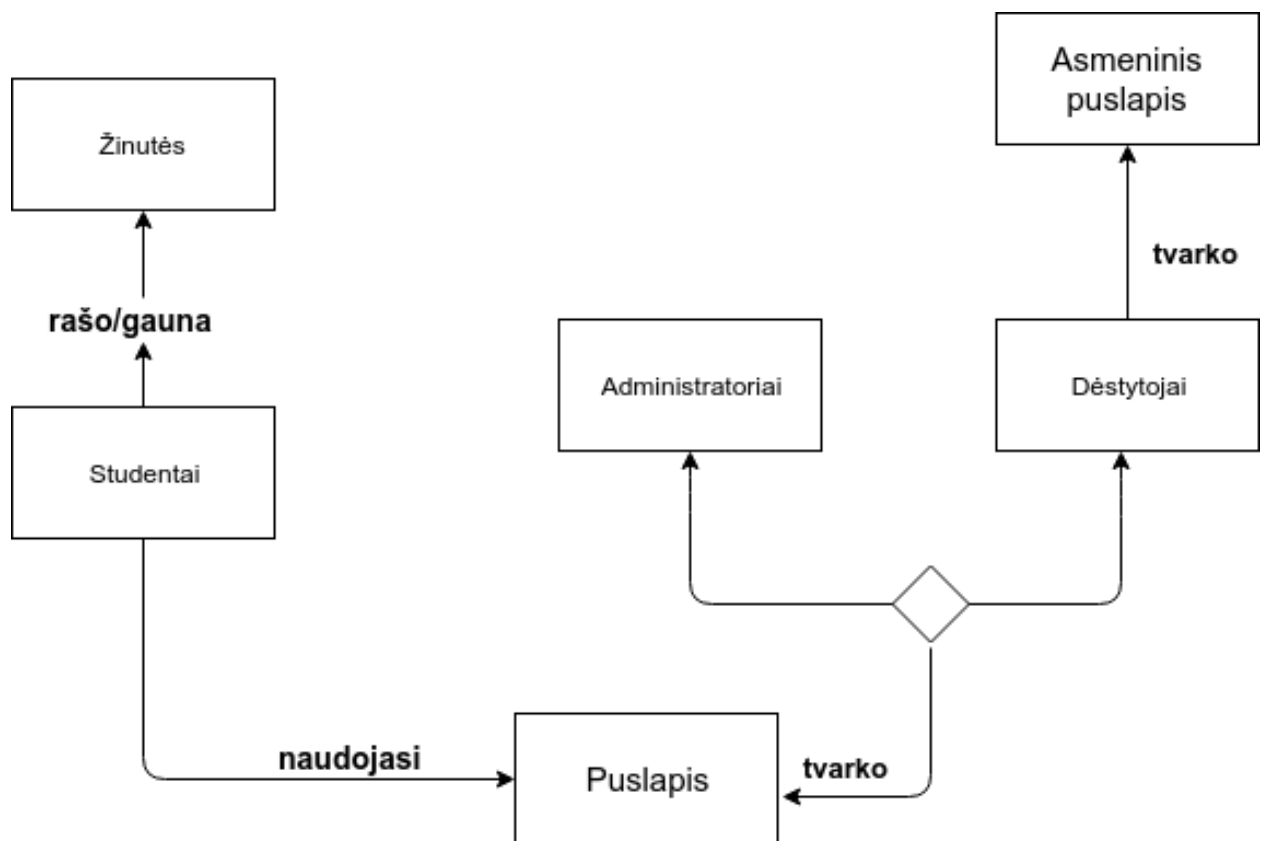 Asmeninis
puslapis
Žinutės
tvarko
rašo/gauna
Administratoriai
Dėstytojai
Studentai
naudojasi
Puslapis
tvarko